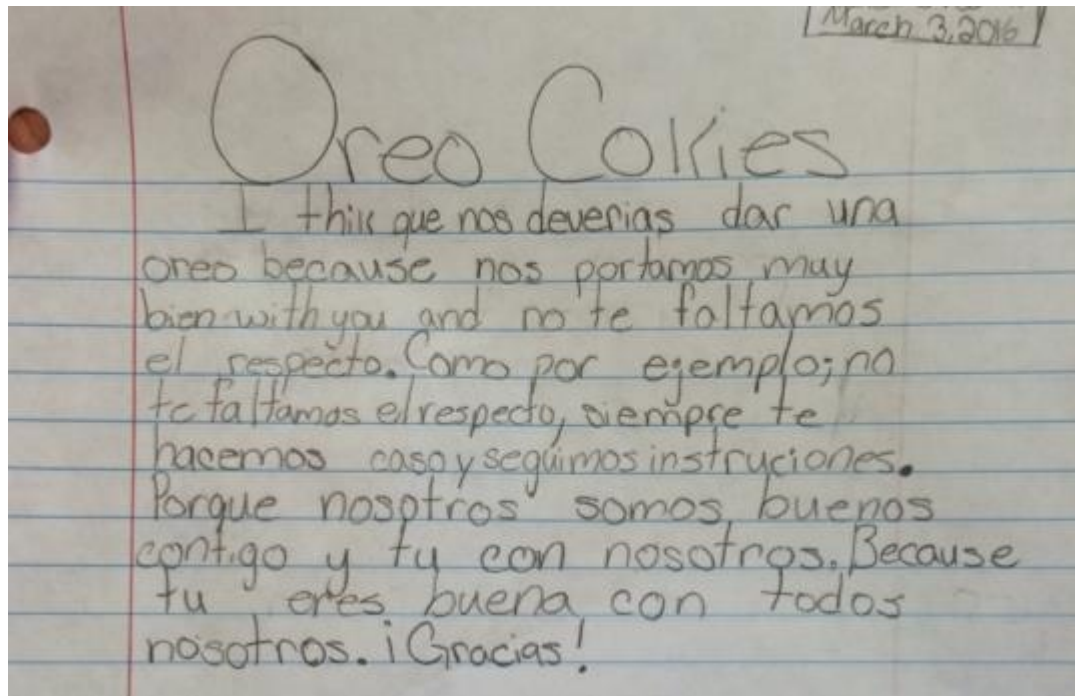 March 3, 2016
Oreo Cokies
I thik que nos deverias dar una
oreo because nos portamos muy
bien with you and no te faltamos
el respecto. Como por ejemplo; no
te faltamos el respecto, siempre te
hacemos caso y seguimos instruciones.
Porque nosotros somos buenos
contigo y tu con nosotros. Because
tu eres buena con todos
nosotros. ¡Gracias!